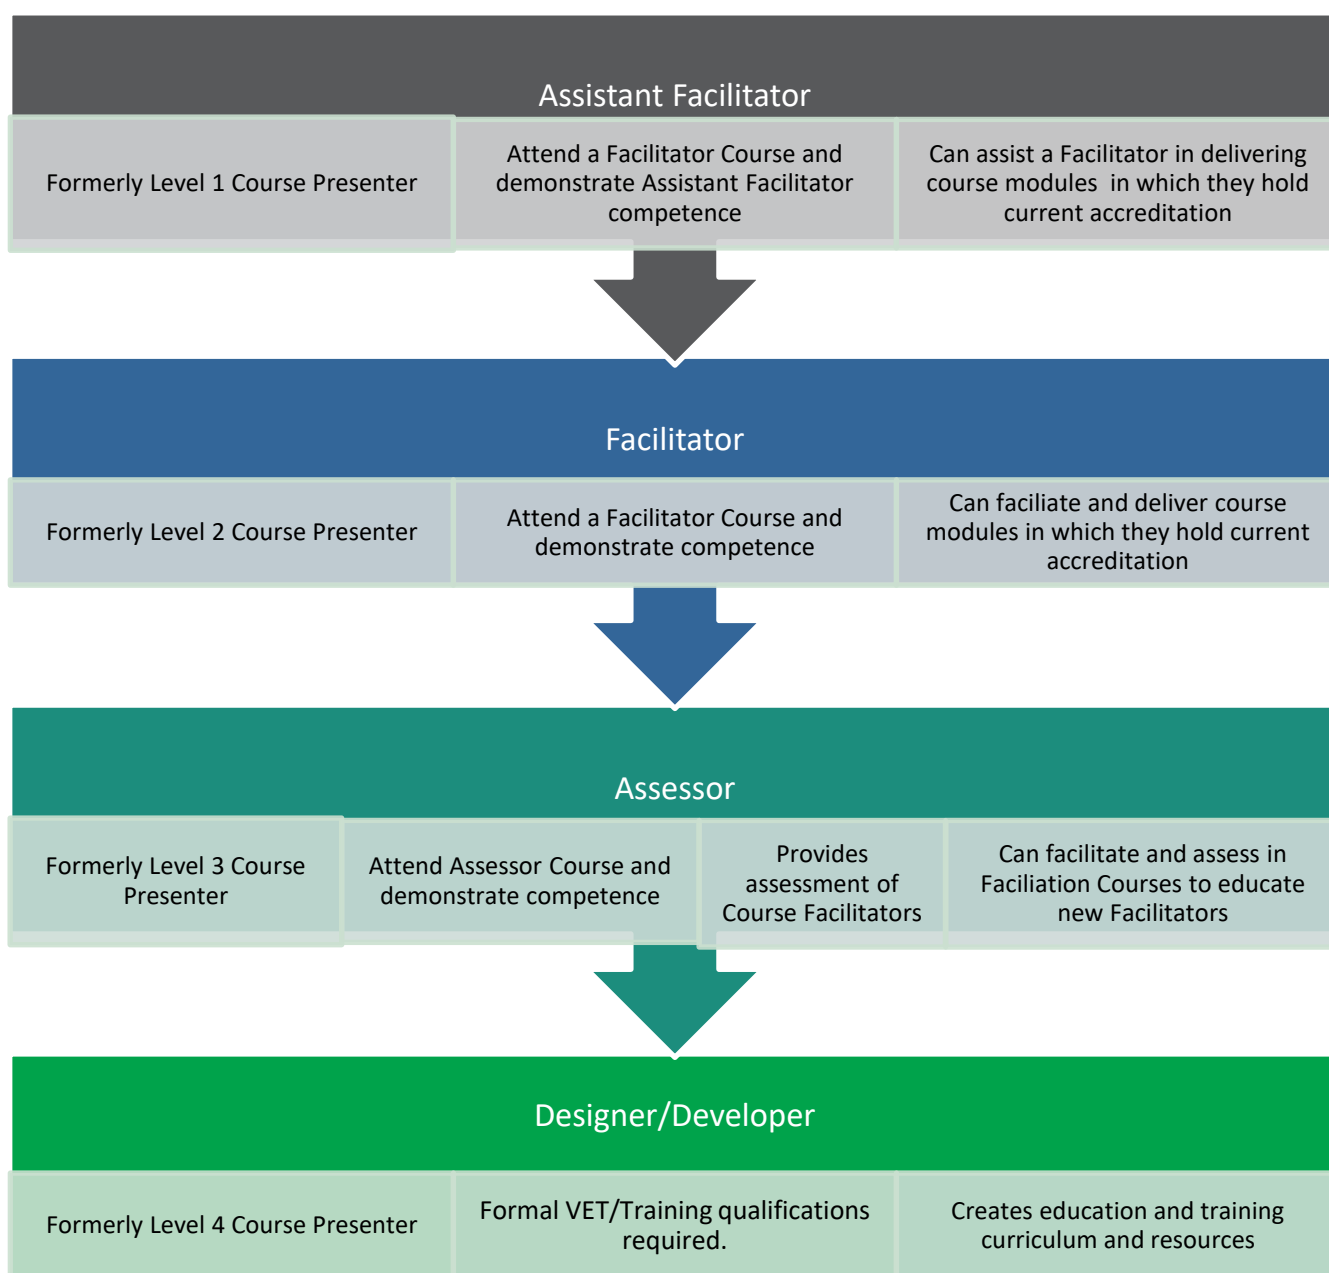 Assistant Facilitator
Formerly Level 1 Course Presenter
Attend a Facilitator Course and
demonstrate Assistant Facilitator
competence
Can assist a Facilitator in delivering
course modules in which they hold
current accreditation
Facilitator
Formerly Level 2 Course Presenter
Attend a Facilitator Course and
demonstrate competence
Can faciliate and deliver course
modules in which they hold current
accreditation
Assessor
Formerly Level 3 Course
Presenter
Attend Assessor Course and
demonstrate competence
Provides
assessment of
Course Facilitators
Can facilitate and assess in
Faciliation Courses to educate
new Facilitators
Designer/Developer
Formerly Level 4 Course Presenter
Formal VET/Training qualifications
required.
Creates education and training
curriculum and resources